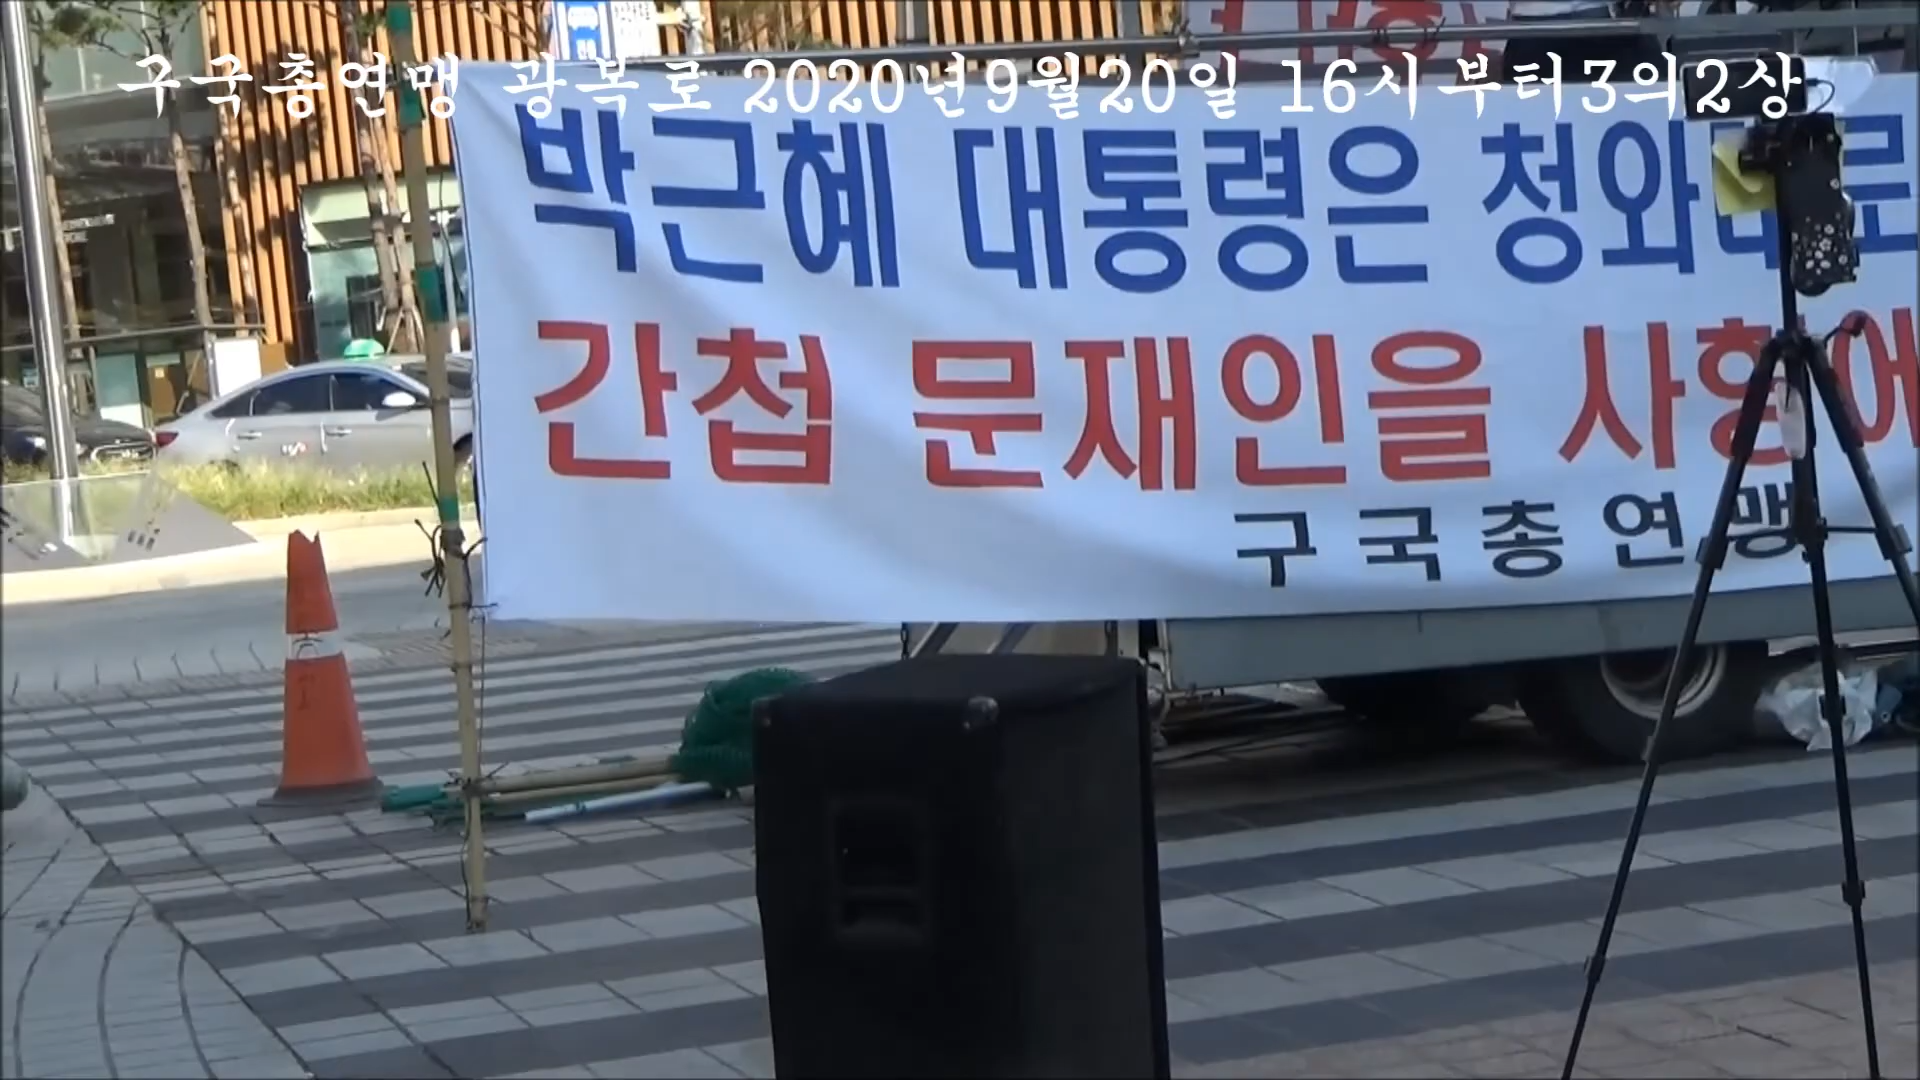 구국총연맹 광복로 2020년9월20일 16시부터3의2상
박근혜 대통령은 청와대로
간첩 문재인을 사형에
구국총연맹